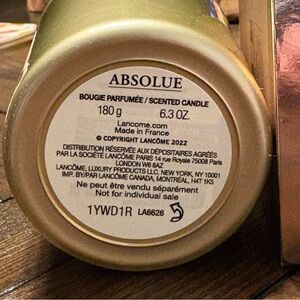 ABSOLUE
BOUGIE PARFUMÉE / SCENTED CANDLE
180 g 6.3 OZ.
Lancome.com
Made in France
© COPYRIGHT LANCÔME 2022
DISTRIBUTION RÉSERVÉE AUX DÉPOSITAIRES AGRÉÉS
PAR LA SOCIÉTÉ LANCÔME PARIS 14 rue Royale 75008 Paris
LONDON W6 8AZ
LANCÔME, LUXURY PRODUCTS LLC, NEW YORK, NY 10001
IMP. BY/PAR LANCÔME CANADA, MONTRÉAL, H4T 1K5
Ne peut être vendu séparément
Not for individual sale
1YWD1R LA6626